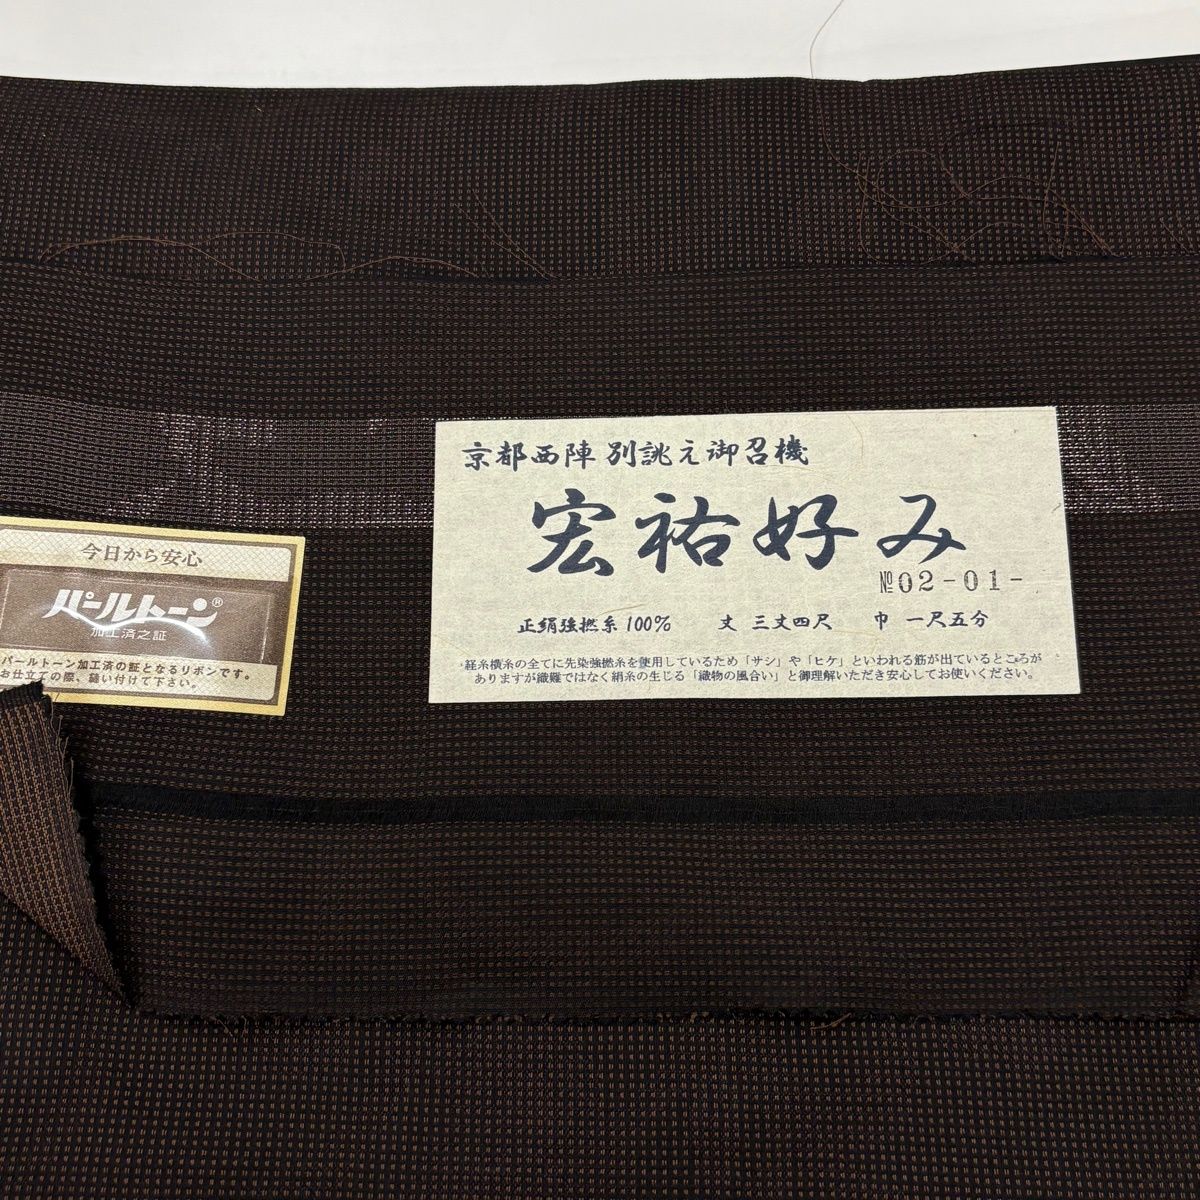 京都西陣 別誂え御召機
宏祐好み
№02-01-
正絹強撚糸100% 丈 三丈四尺 巾 一尺五分
経糸横糸の全てに先染強撚糸を使用しているため「サシ」や「ヒケ」といわれる筋が出ているところが
ありますが織難ではなく絹糸の生じる「織物の風合い」と御理解いただき安心してお使いください。
今日から安心
パールトーン®
加工済之証
パールトーン加工済の証となるリボンです。
お仕立ての際、縫い付けて下さい。